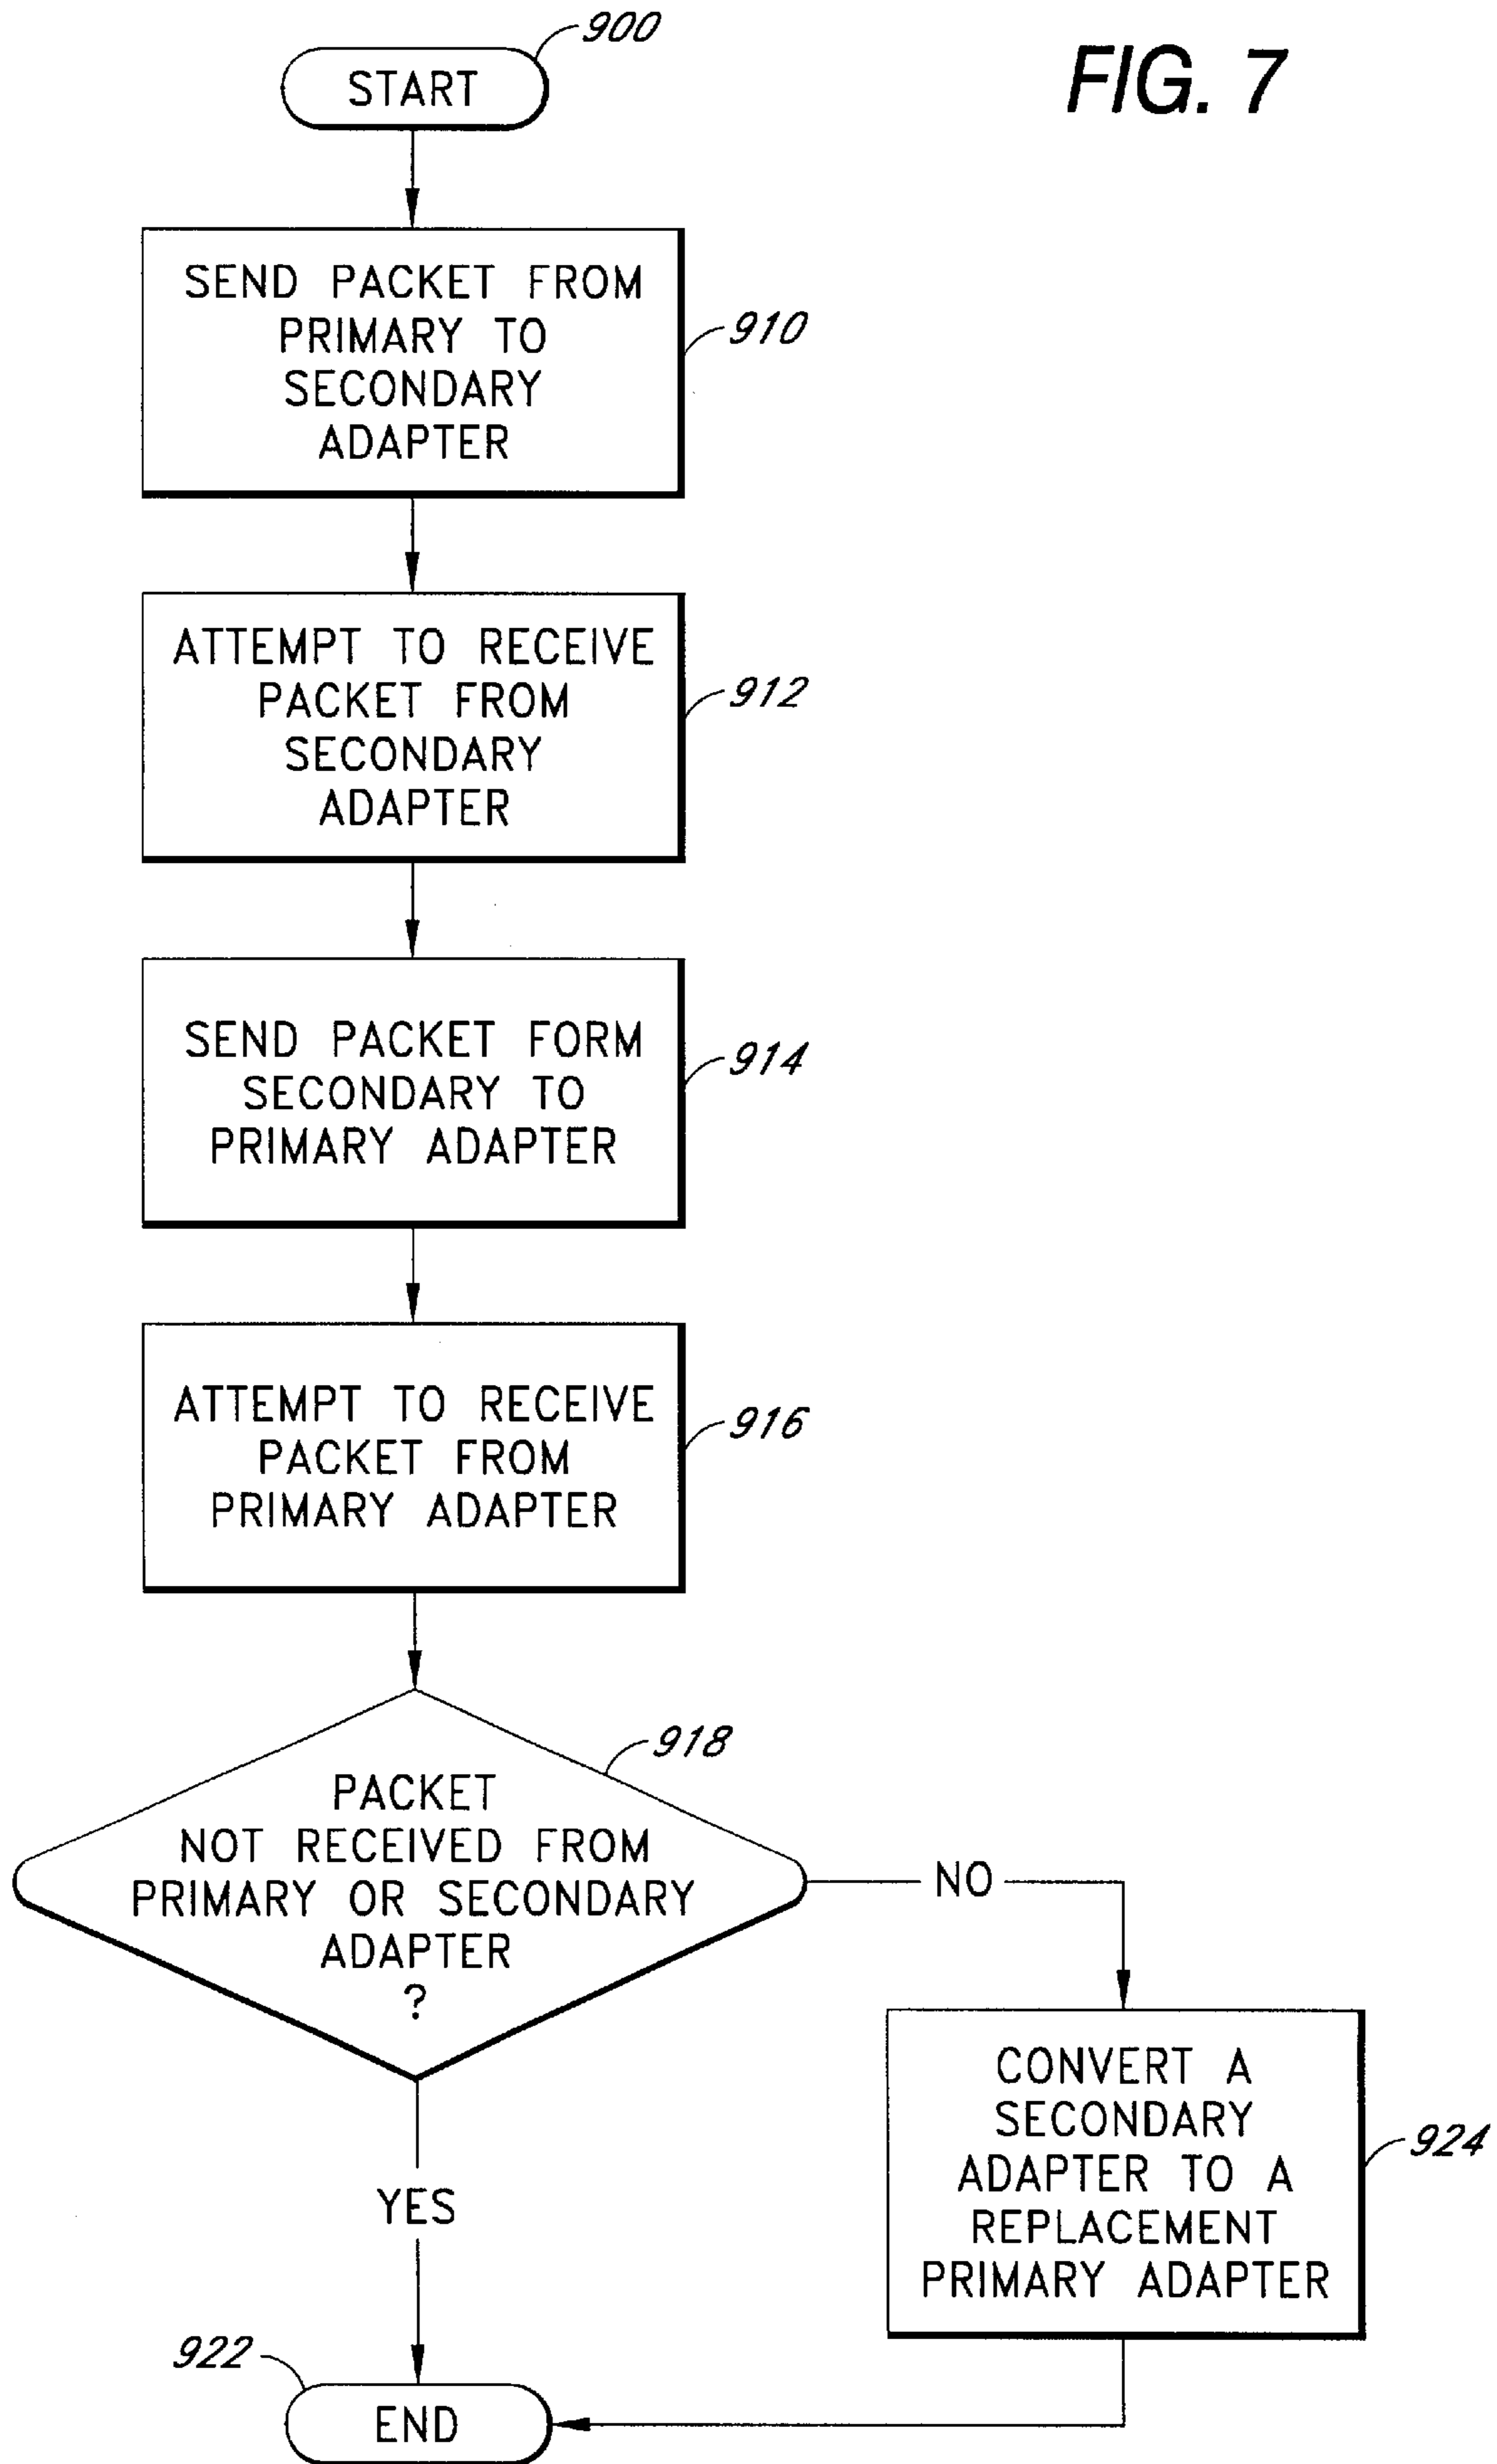 900
START
FIG. 7
SEND PACKET FROM
PRIMARY TO
SECONDARY
ADAPTER
910
ATTEMPT TO RECEIVE
PACKET FROM
SECONDARY
ADAPTER
912
SEND PACKET FORM
SECONDARY TO
PRIMARY ADAPTER
914
ATTEMPT TO RECEIVE
PACKET FROM
PRIMARY ADAPTER
916
918
PACKET
NOT RECEIVED FROM
PRIMARY OR SECONDARY
ADAPTER
?
NO
CONVERT A
SECONDARY
ADAPTER TO A
REPLACEMENT
PRIMARY ADAPTER
924
YES
922
END